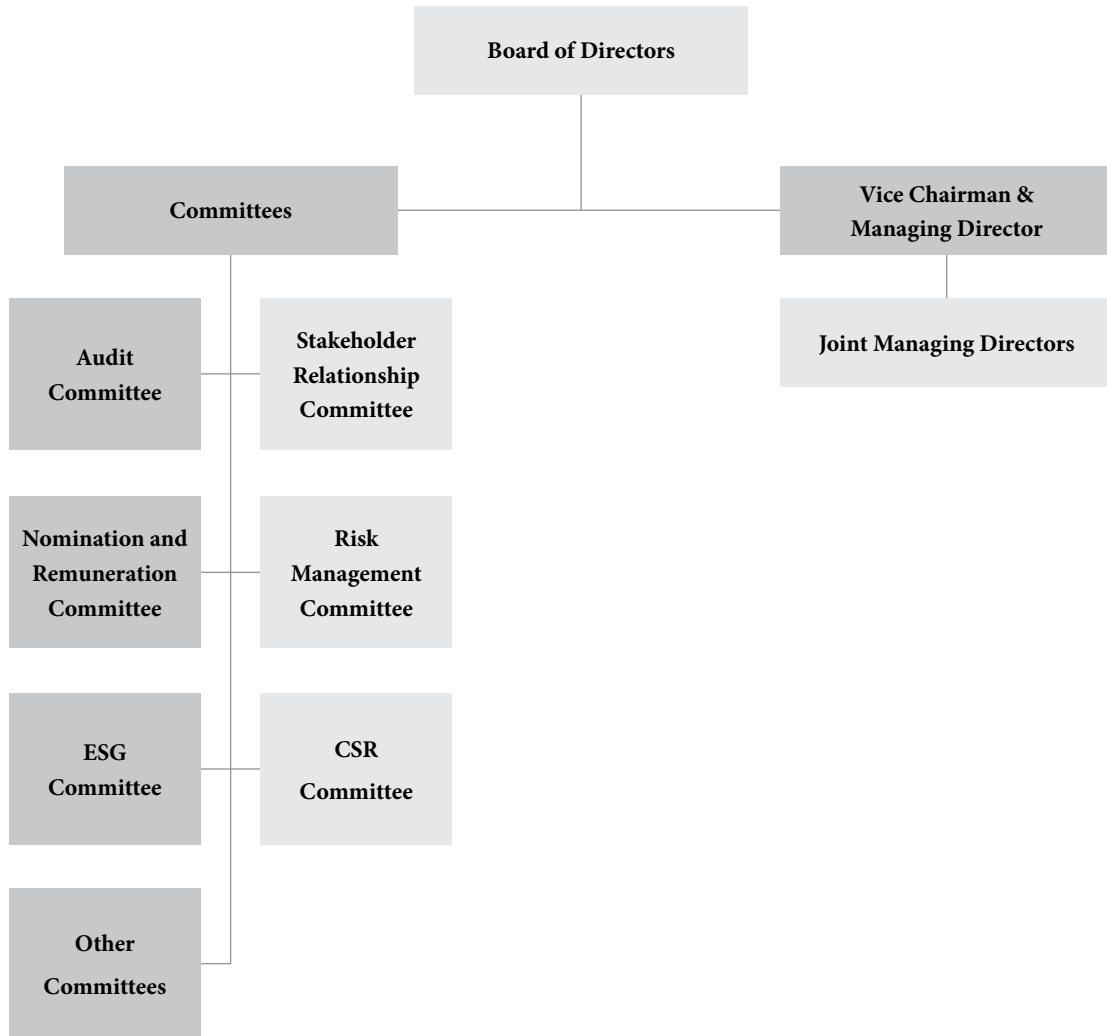 Board of Directors
Committees
Vice Chairman &
Managing Director
Joint Managing Directors
Audit
Committee
Stakeholder
Relationship
Committee
Nomination and
Remuneration
Committee
Risk
Management
Committee
ESG
Committee
CSR
Committee
Other
Committees